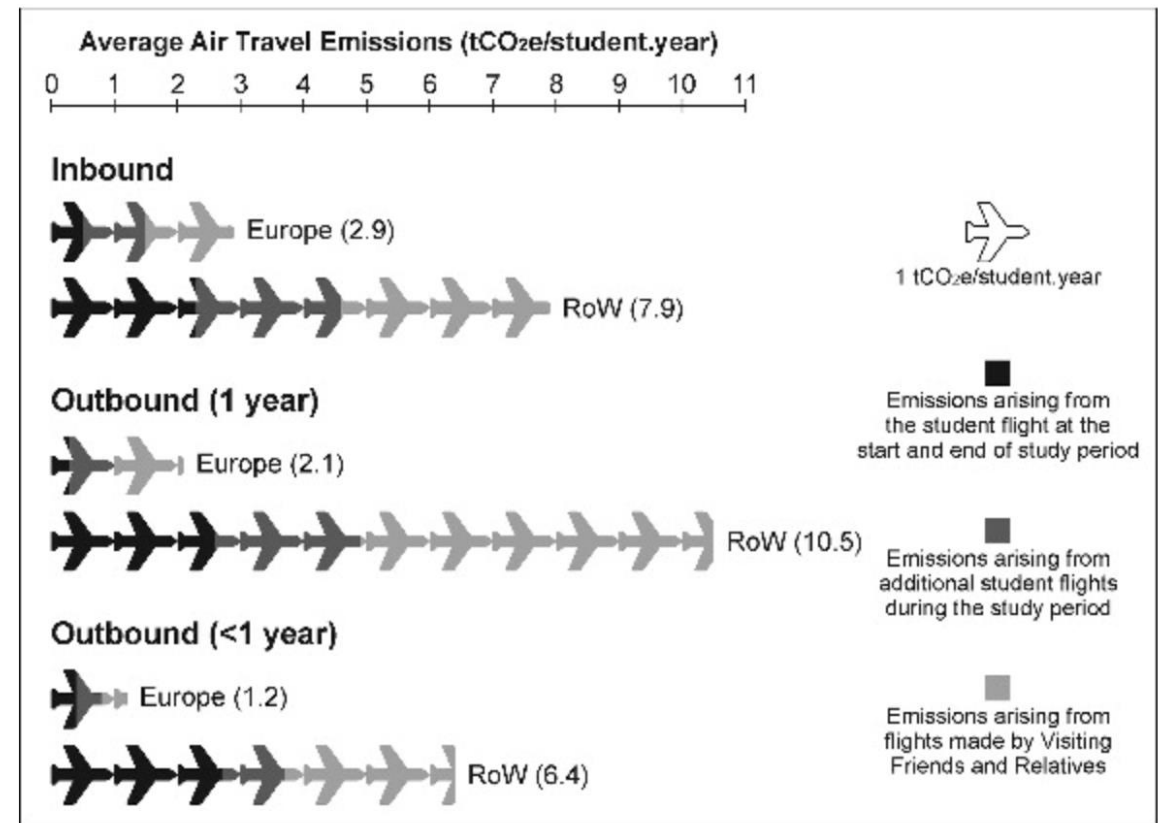 Average Air Travel Emissions (tCO₂e/student.year)
0 1 2 3 4 5 6 7 8 9 10 11
Inbound
Europe (2.9)
RoW (7.9)
Outbound (1 year)
Europe (2.1)
RoW (10.5)
Outbound (<1 year)
Europe (1.2)
RoW (6.4)
1 tCO₂e/student.year
Emissions arising from
the student flight at the
start and end of study period
Emissions arising from
additional student flights
during the study period
Emissions arising from
flights made by Visiting
Friends and Relatives